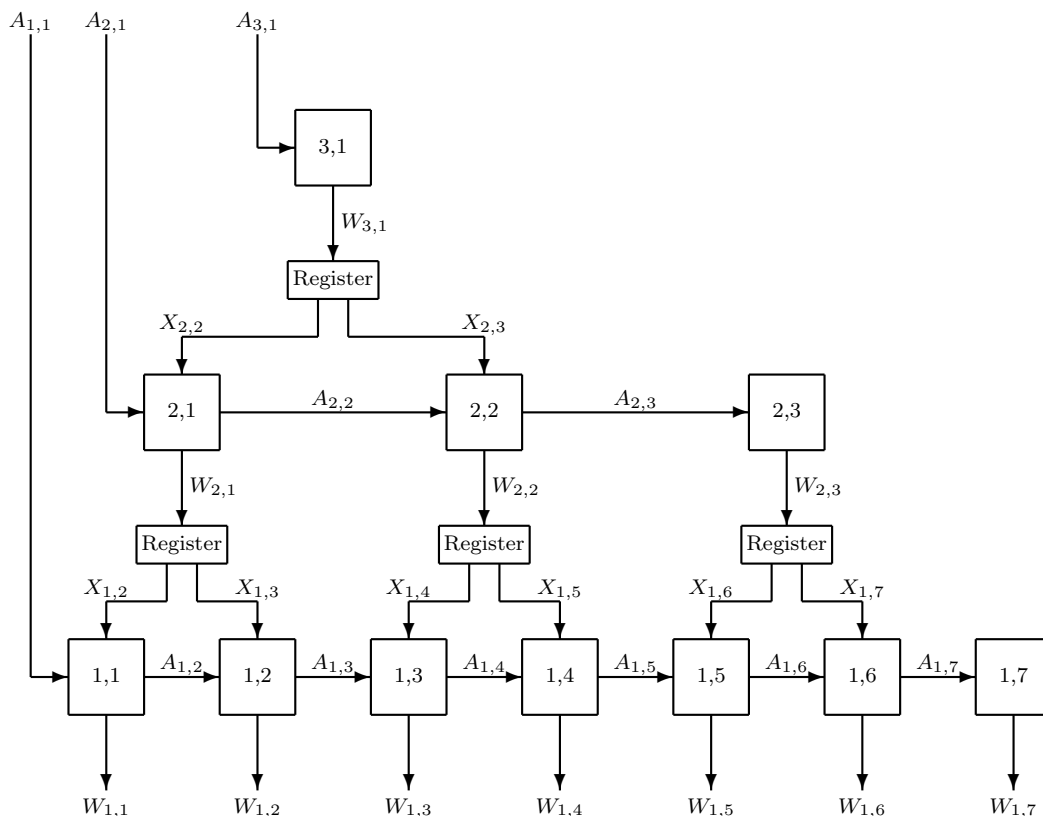 A1,1 A2,1 A3,1
3,1
W3,1
Register
X2,2 X2,3
2,1 A2,2 2,2 A2,3 2,3
W2,1 W2,2 W2,3
Register Register Register
X1,2 X1,3 X1,4 X1,5 X1,6 X1,7
1,1 A1,2 1,2 A1,3 1,3 A1,4 1,4 A1,5 1,5 A1,6 1,6 A1,7 1,7
W1,1 W1,2 W1,3 W1,4 W1,5 W1,6 W1,7